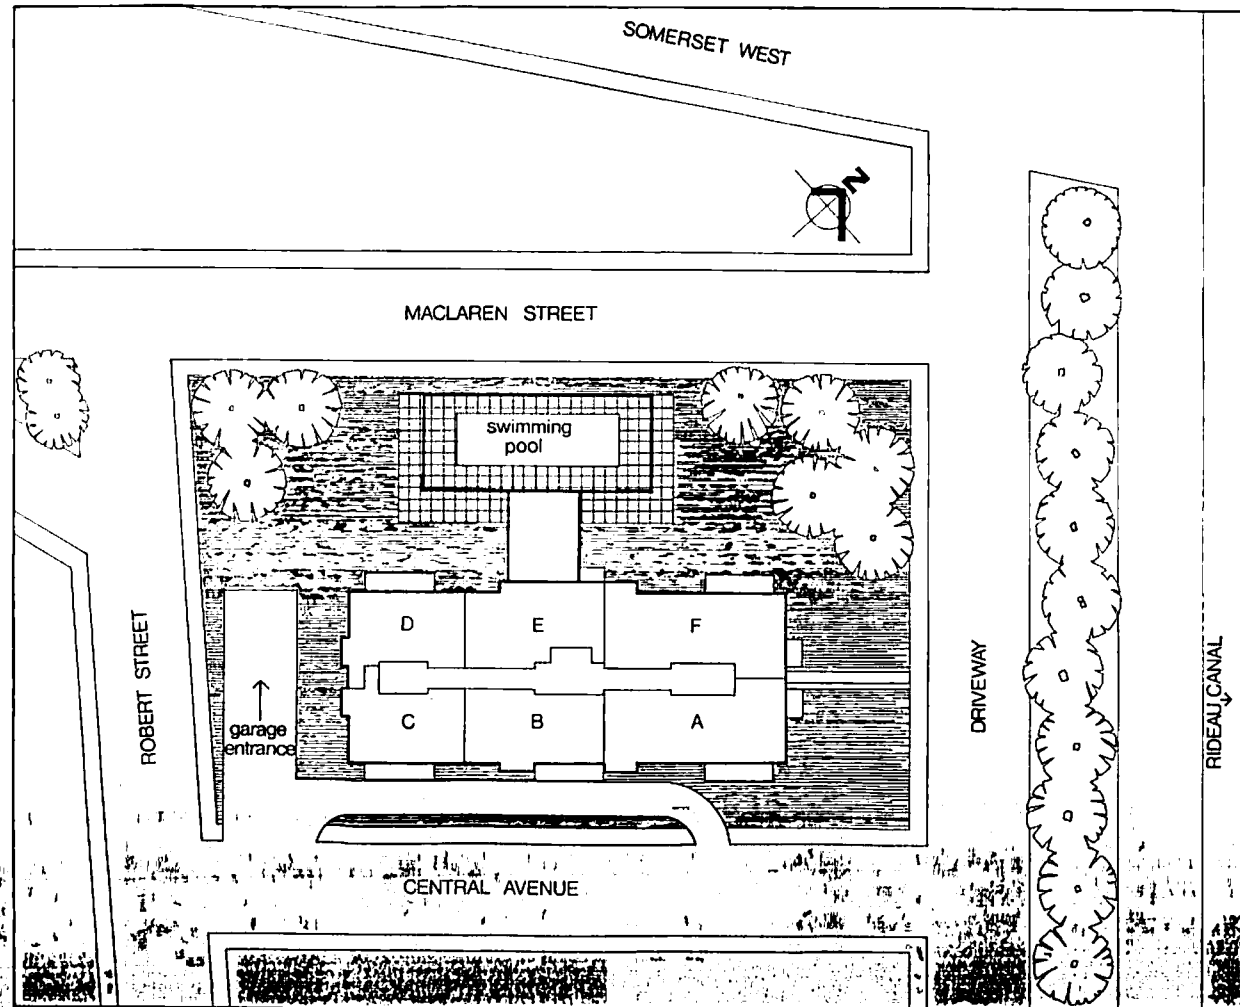 SOMERSET WEST
N
MACLAREN STREET
swimming
pool
D
E
F
C
B
A
garage
entrance
ROBERT STREET
DRIVEWAY
RIDEAU CANAL
CENTRAL AVENUE